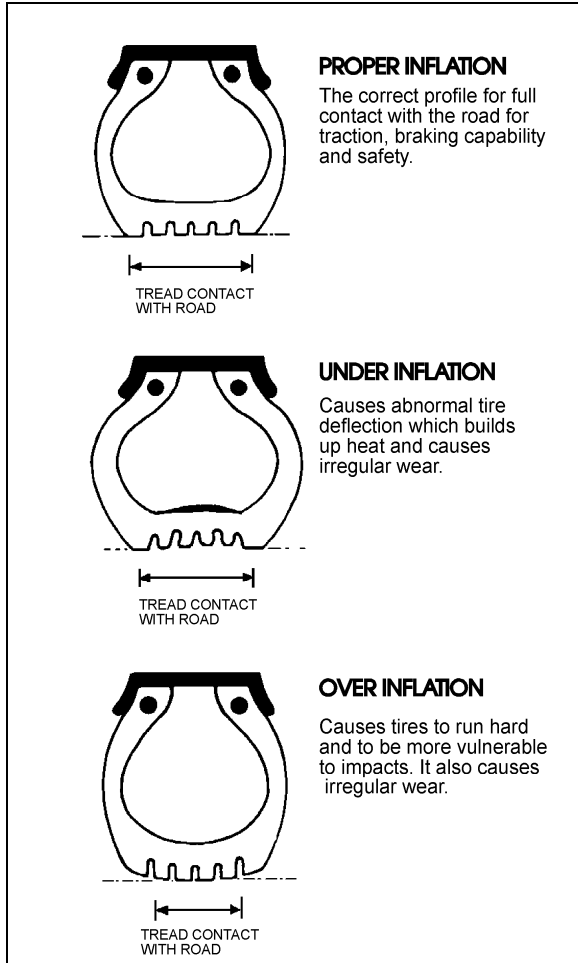 PROPER INFLATION
The correct profile for full
contact with the road for
traction, braking capability
and safety.
TREAD CONTACT
WITH ROAD
UNDER INFLATION
Causes abnormal tire
deflection which builds
up heat and causes
irregular wear.
TREAD CONTACT
WITH ROAD
OVER INFLATION
Causes tires to run hard
and to be more vulnerable
to impacts. It also causes
irregular wear.
TREAD CONTACT
WITH ROAD